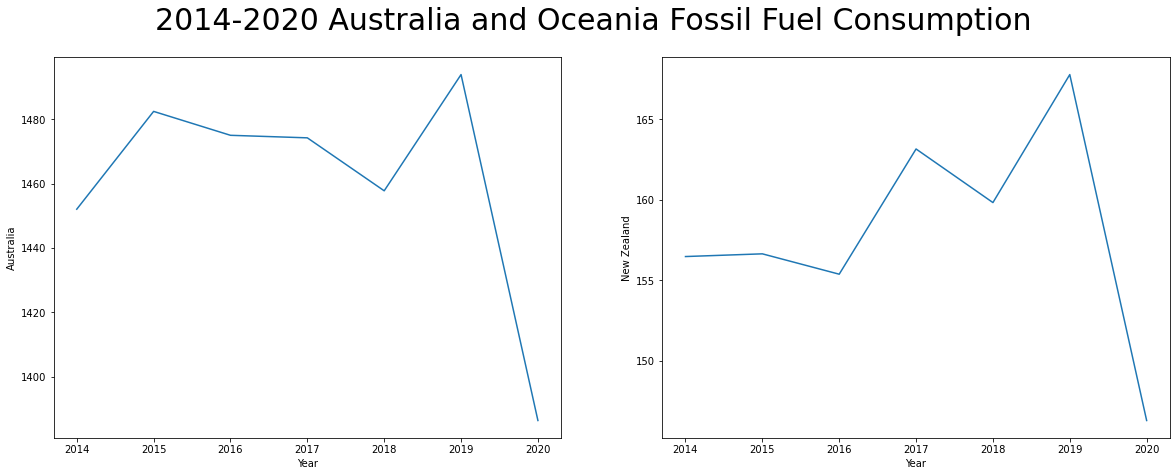 2014-2020 Australia and Oceania Fossil Fuel Consumption
Australia
1480
1460
1440
1420
1400
2014 2015 2016 2017 2018 2019 2020
Year
New Zealand
165
160
155
150
2014 2015 2016 2017 2018 2019 2020
Year